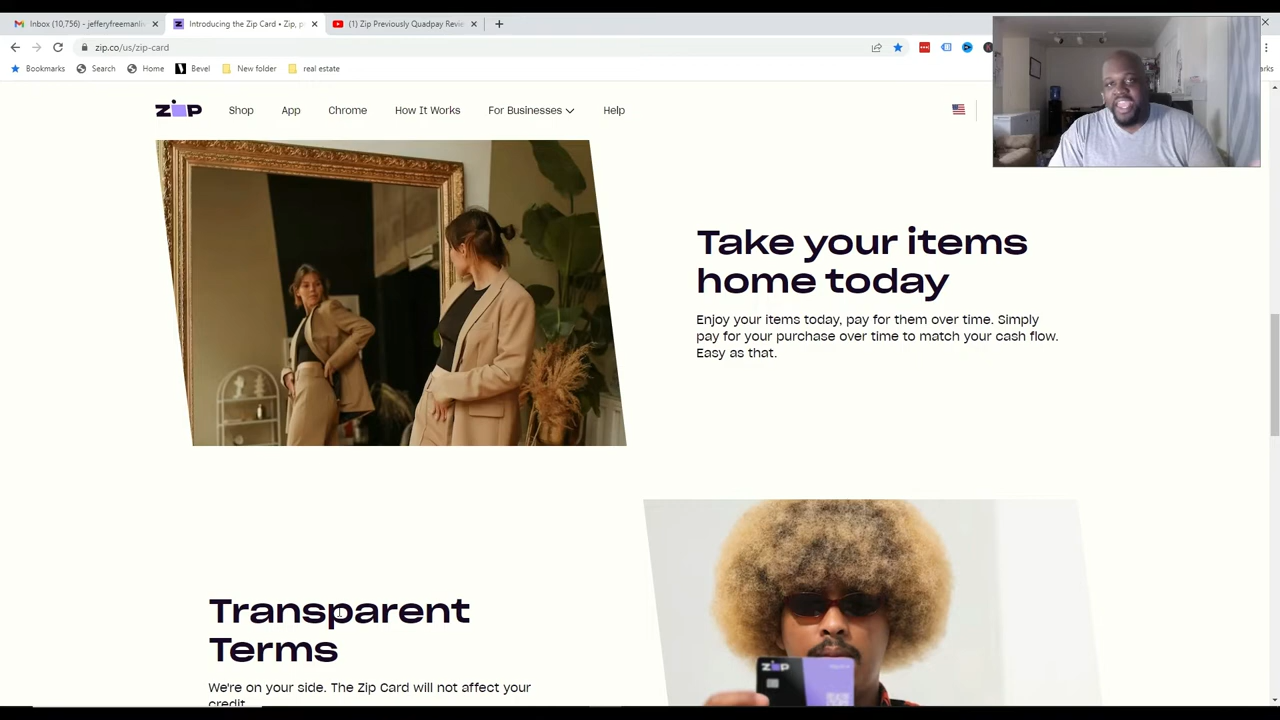 Inbox (10,756) - jefferyfreemanliv
Introducing the Zip Card • Zip, p
(1) Zip Previously Quadpay Revie
zip.co/us/zip-card
Bookmarks
Search
Home
Bevel
New folder
real estate
rks
zip
Shop
App
Chrome
How It Works
For Businesses
Help
Take your items
home today
Enjoy your items today, pay for them over time. Simply
pay for your purchase over time to match your cash flow.
Easy as that.
Transparent
Terms
We're on your side. The Zip Card will not affect your
credit
zip